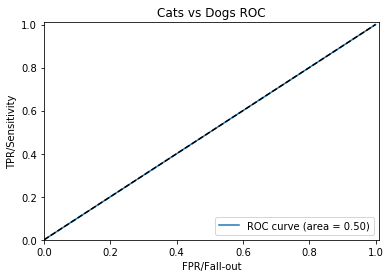 Cats vs Dogs ROC
1.0
0.8
0.6
0.4
0.2
0.0
TPR/Sensitivity
ROC curve (area = 0.50)
0.0 0.2 0.4 0.6 0.8 1.0
FPR/Fall-out